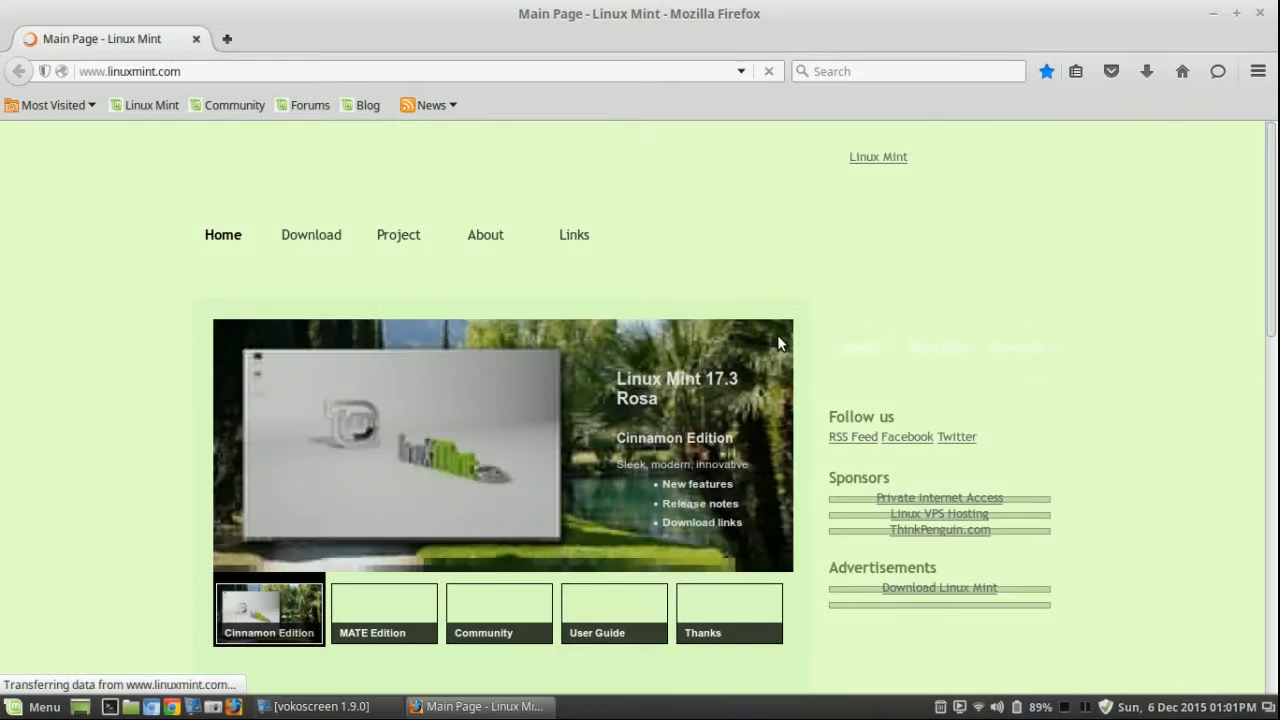 Main Page - Linux Mint - Mozilla Firefox
Main Page - Linux Mint
www.linuxmint.com
Search
Most Visited Linux Mint Community Forums Blog News
Linux Mint
Home Download Project About Links
Linux Mint 17.3
Rosa
Cinnamon Edition
Sleek, modern, innovative
• New features
• Release notes
• Download links
Cinnamon Edition MATE Edition Community User Guide Thanks
Follow us
RSS Feed Facebook Twitter
Sponsors
Private Internet Access
Linux VPS Hosting
ThinkPenguin.com
Advertisements
Download Linux Mint
Transferring data from www.linuxmint.com...
Menu [vokoscreen 1.9.0] Main Page - Linux Mi... 89% Sun, 6 Dec 2015 01:01PM